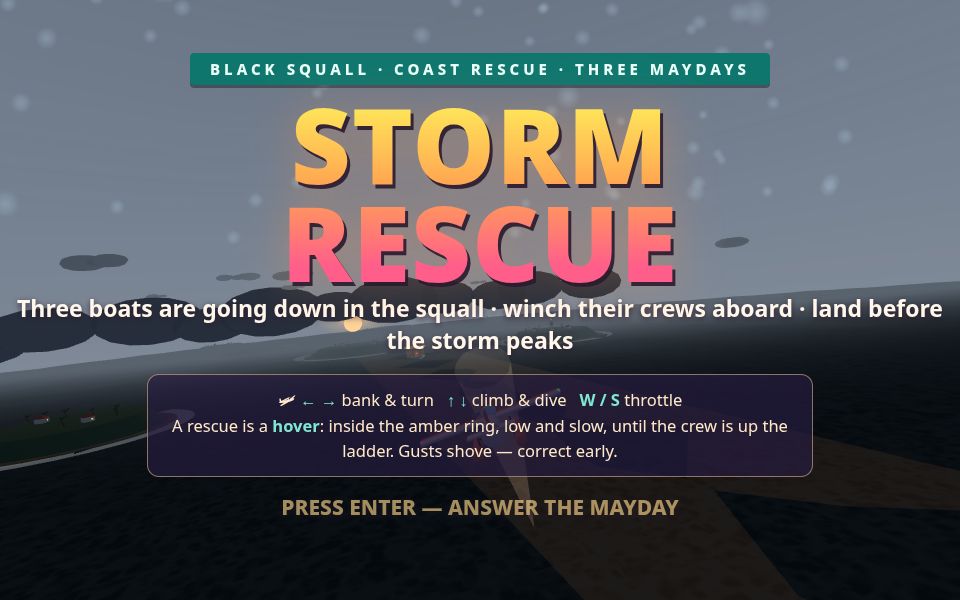 BLACK SQUALL · COAST RESCUE · THREE MAYDAYS
STORM
RESCUE
Three boats are going down in the squall · winch their crews aboard · land before
the storm peaks
🛩 ← → bank & turn ↑ ↓ climb & dive W / S throttle
A rescue is a hover: inside the amber ring, low and slow, until the crew is up the
ladder. Gusts shove — correct early.
PRESS ENTER — ANSWER THE MAYDAY